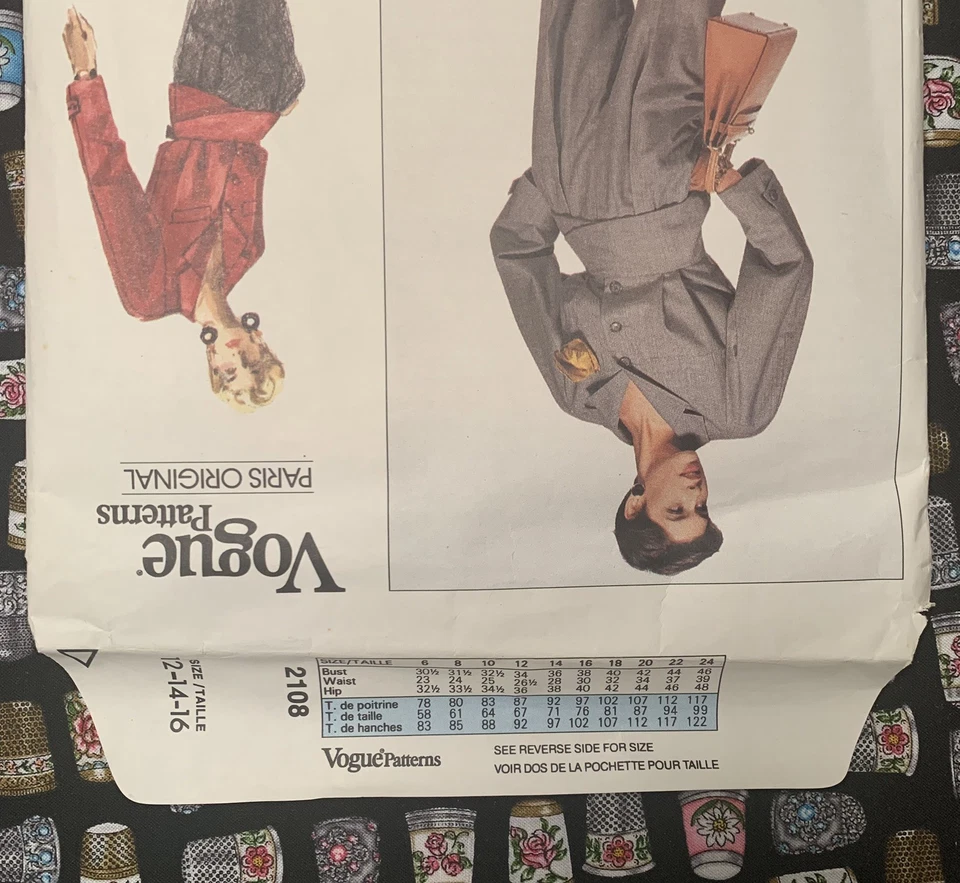 Vogue®
Patterns
PARIS ORIGINAL
SIZE/TAILLE
12-14-16
2108
SIZE/TAILLE 6 8 10 12 14 16 18 20 22 24
Bust 30½ 31½ 32½ 34 36 38 40 42 44 46
Waist 23 24 25 26½ 28 30 32 34 37 39
Hip 32½ 33½ 34½ 36 38 40 42 44 46 48
T. de poitrine 78 80 83 87 92 97 102 107 112 117
T. de taille 58 61 64 67 71 76 81 87 94 99
T. de hanches 83 85 88 92 97 102 107 112 117 122
Vogue® Patterns
SEE REVERSE SIDE FOR SIZE
VOIR DOS DE LA POCHETTE POUR TAILLE